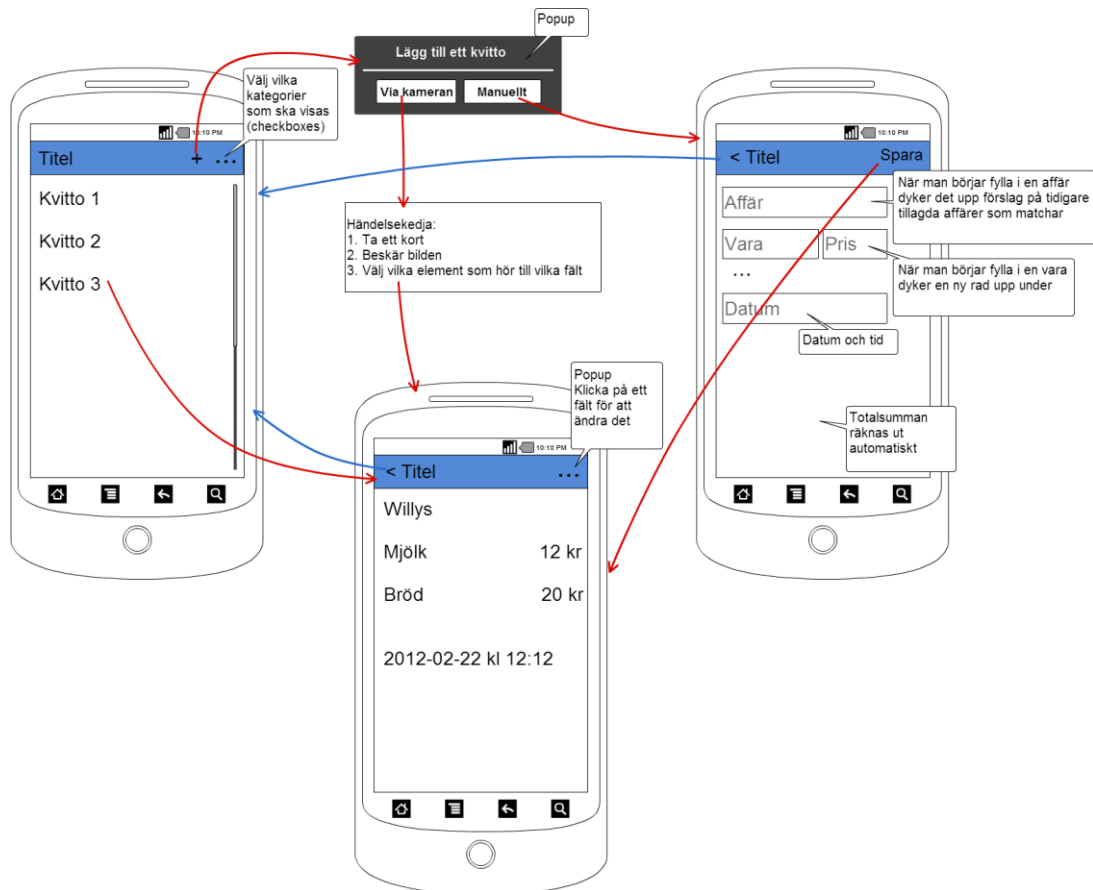 Popup
Lägg till ett kvitto
Via kameran
Manuellt
Välj vilka
kategorier
som ska visas
(checkboxes)
10:10 PM
Titel
+ ...
Kvitto 1
Kvitto 2
Kvitto 3
Händelsekedja:
1. Ta ett kort
2. Beskär bilden
3. Välj vilka element som hör till vilka fält
10:10 PM
< Titel
Spara
Affär
Vara
Pris
...
Datum
När man börjar fylla i en affär
dyker det upp förslag på tidigare
tillagda affärer som matchar
När man börjar fylla i en vara
dyker en ny rad upp under
Datum och tid
Totalsumman
räknas ut
automatiskt
Popup
Klicka på ett
fält för att
ändra det
10:10 PM
< Titel
...
Willys
Mjölk 12 kr
Bröd 20 kr
2012-02-22 kl 12:12